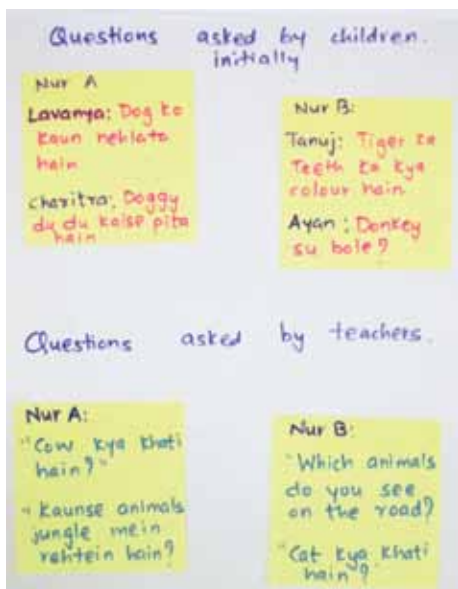 Questions asked by children.
initially
Nur A
Lavanya: Dog ko
kaun nehlata
hain
Charitra: Doggy
du du kaise pita
hain
Nur B:
Tanuj: Tiger ke
Teeth ka kya
colour hain
Ayan: Donkey
su bole?
Questions asked by teachers.
Nur A:
"Cow kya khati
hain?"
"Kaunse animals
jungle mein
rahtein hain?
Nur B:
"Which animals
do you see
on the road?
"Cat kya khati
hain"?